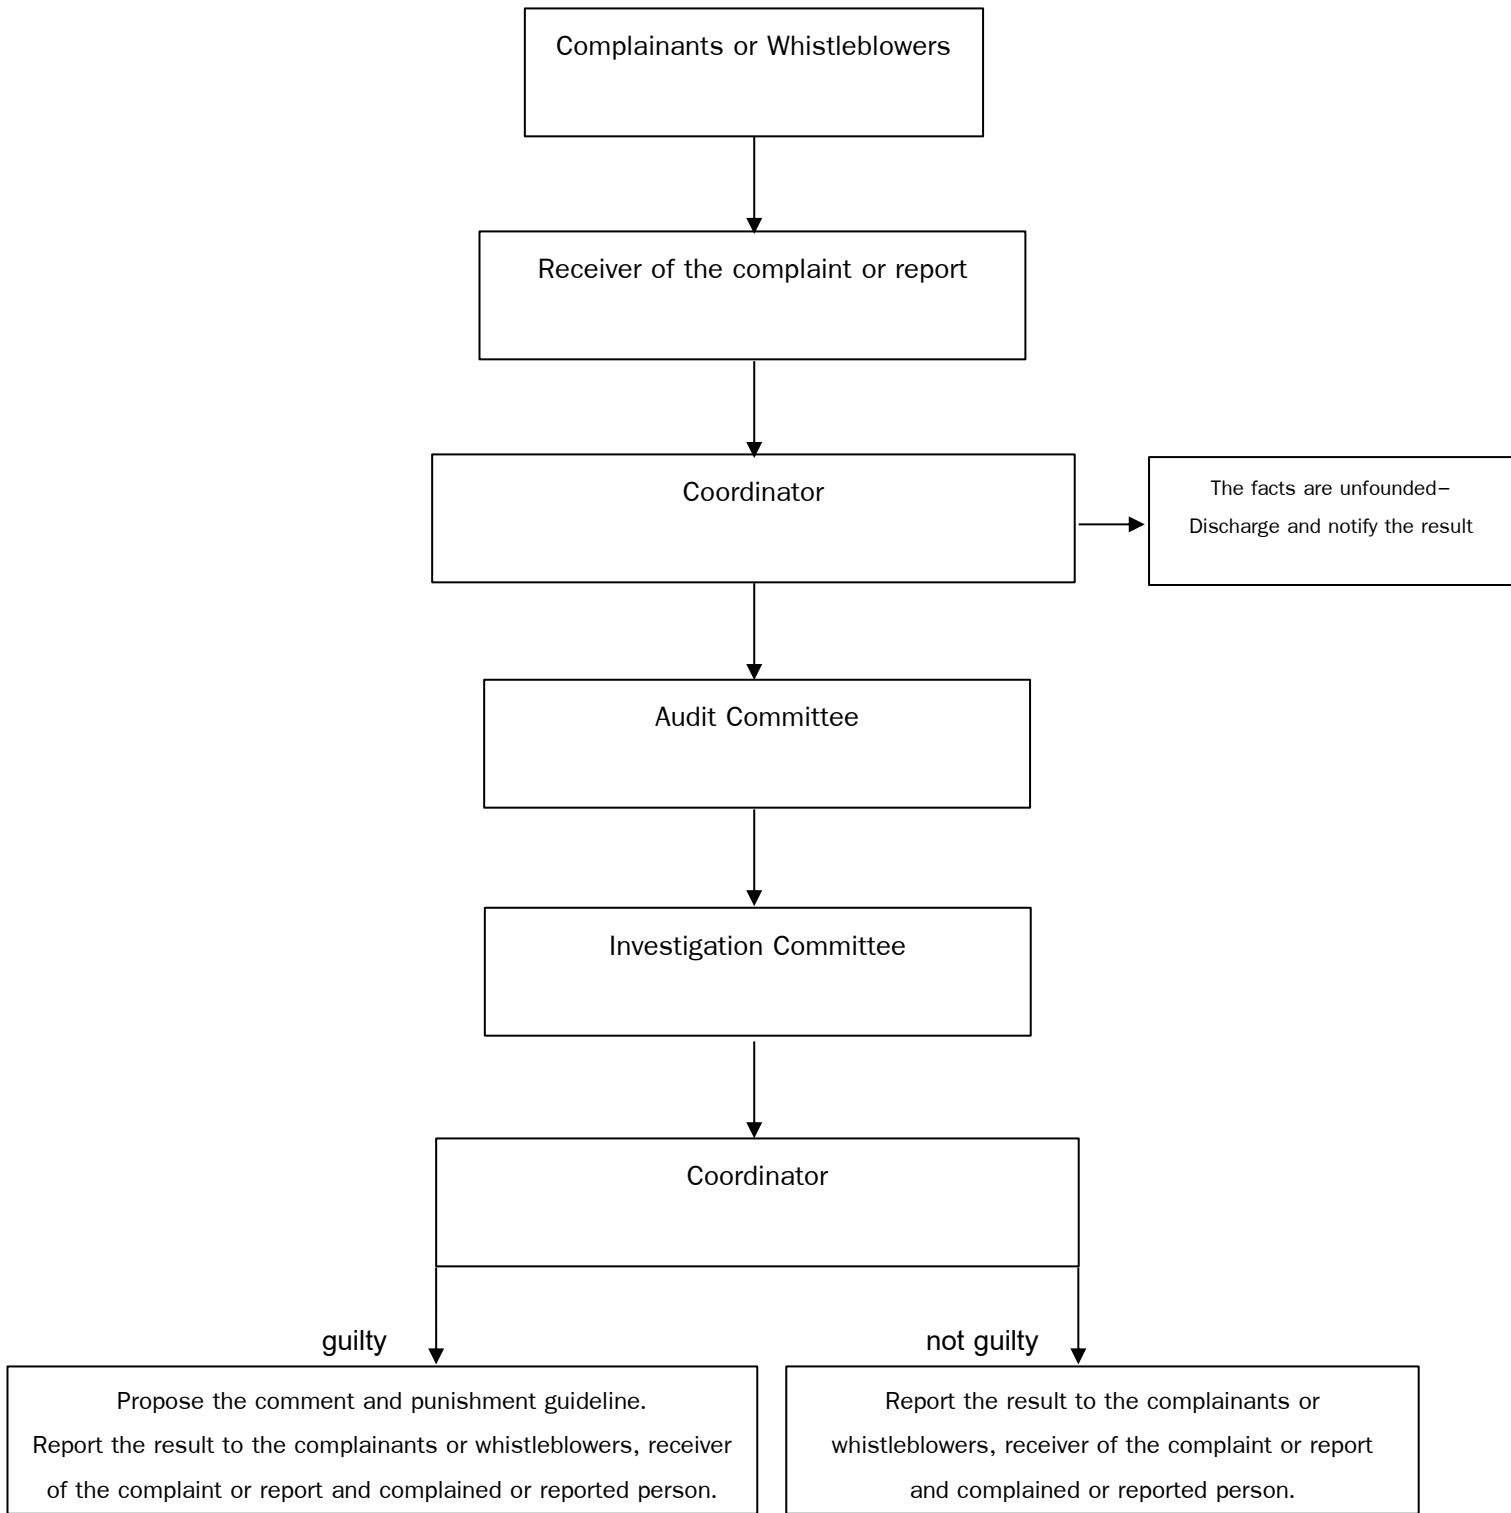 Complainants or Whistleblowers
Receiver of the complaint or report
Coordinator
The facts are unfounded–
Discharge and notify the result
Audit Committee
Investigation Committee
Coordinator
guilty
not guilty
Propose the comment and punishment guideline.
Report the result to the complainants or whistleblowers, receiver
of the complaint or report and complained or reported person.
Report the result to the complainants or
whistleblowers, receiver of the complaint or report
and complained or reported person.